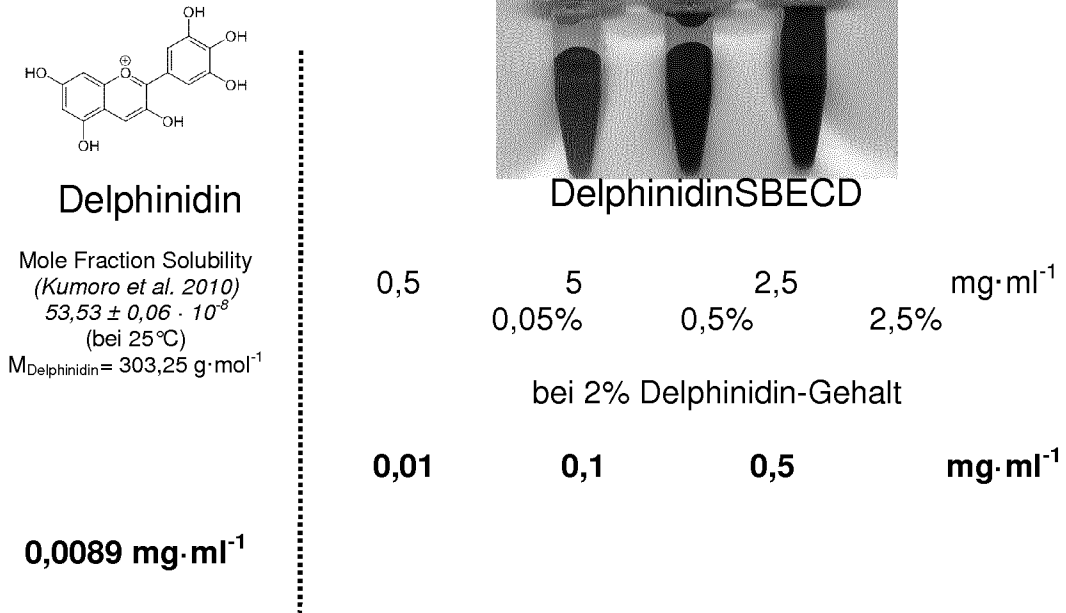 OH
OH
HO
O
⊕
OH
OH
OH
Delphinidin
Mole Fraction Solubility
(Kumoro et al. 2010)
53,53 ± 0,06 · 10⁻⁸
(bei 25°C)
M_Delphinidin= 303,25 g·mol⁻¹
0,0089 mg·ml⁻¹
DelphinidinSBECD
0,5 5 2,5 mg·ml⁻¹
0,05% 0,5% 2,5%
bei 2% Delphinidin-Gehalt
0,01 0,1 0,5 mg·ml⁻¹